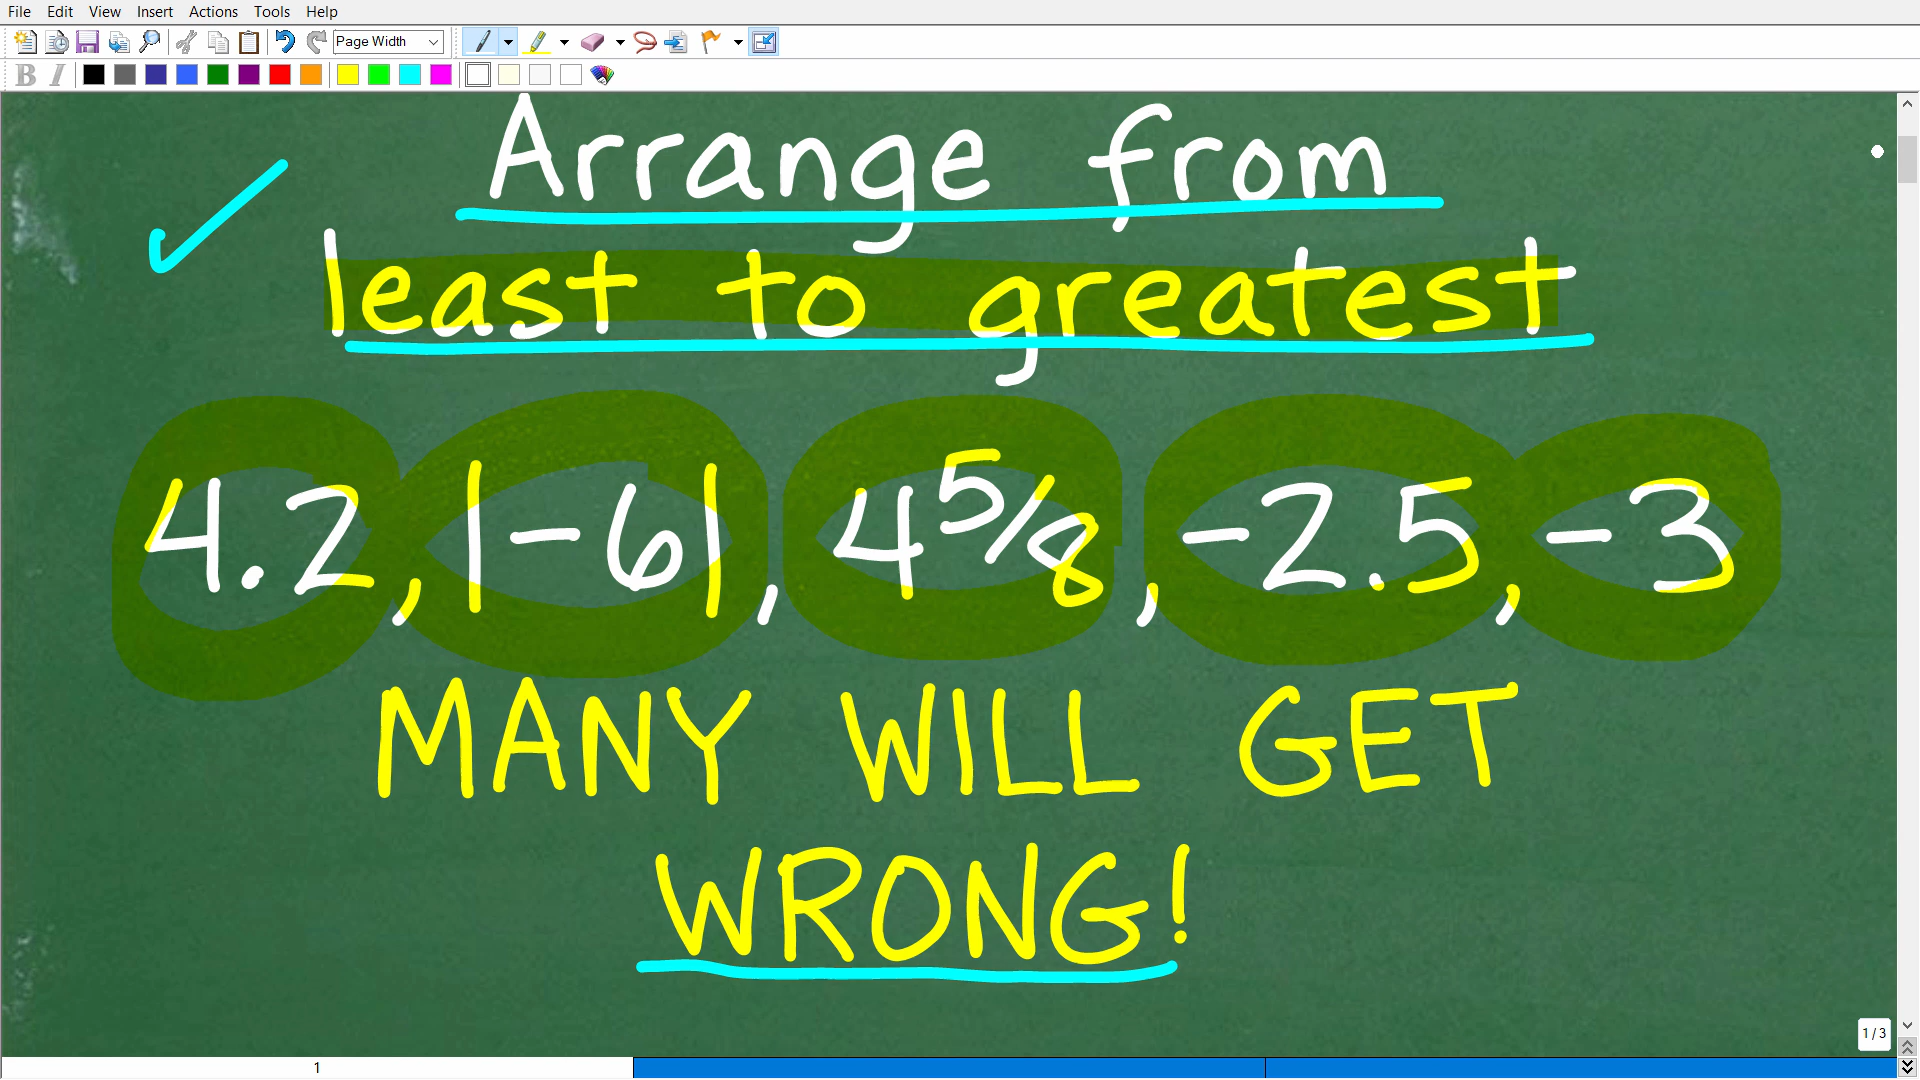 File Edit View Insert Actions Tools Help
Page Width
B I
Arrange from
least to greatest
4.2, |-6|, 4 5/8, -2.5, -3
MANY WILL GET
WRONG!
1 / 3
1